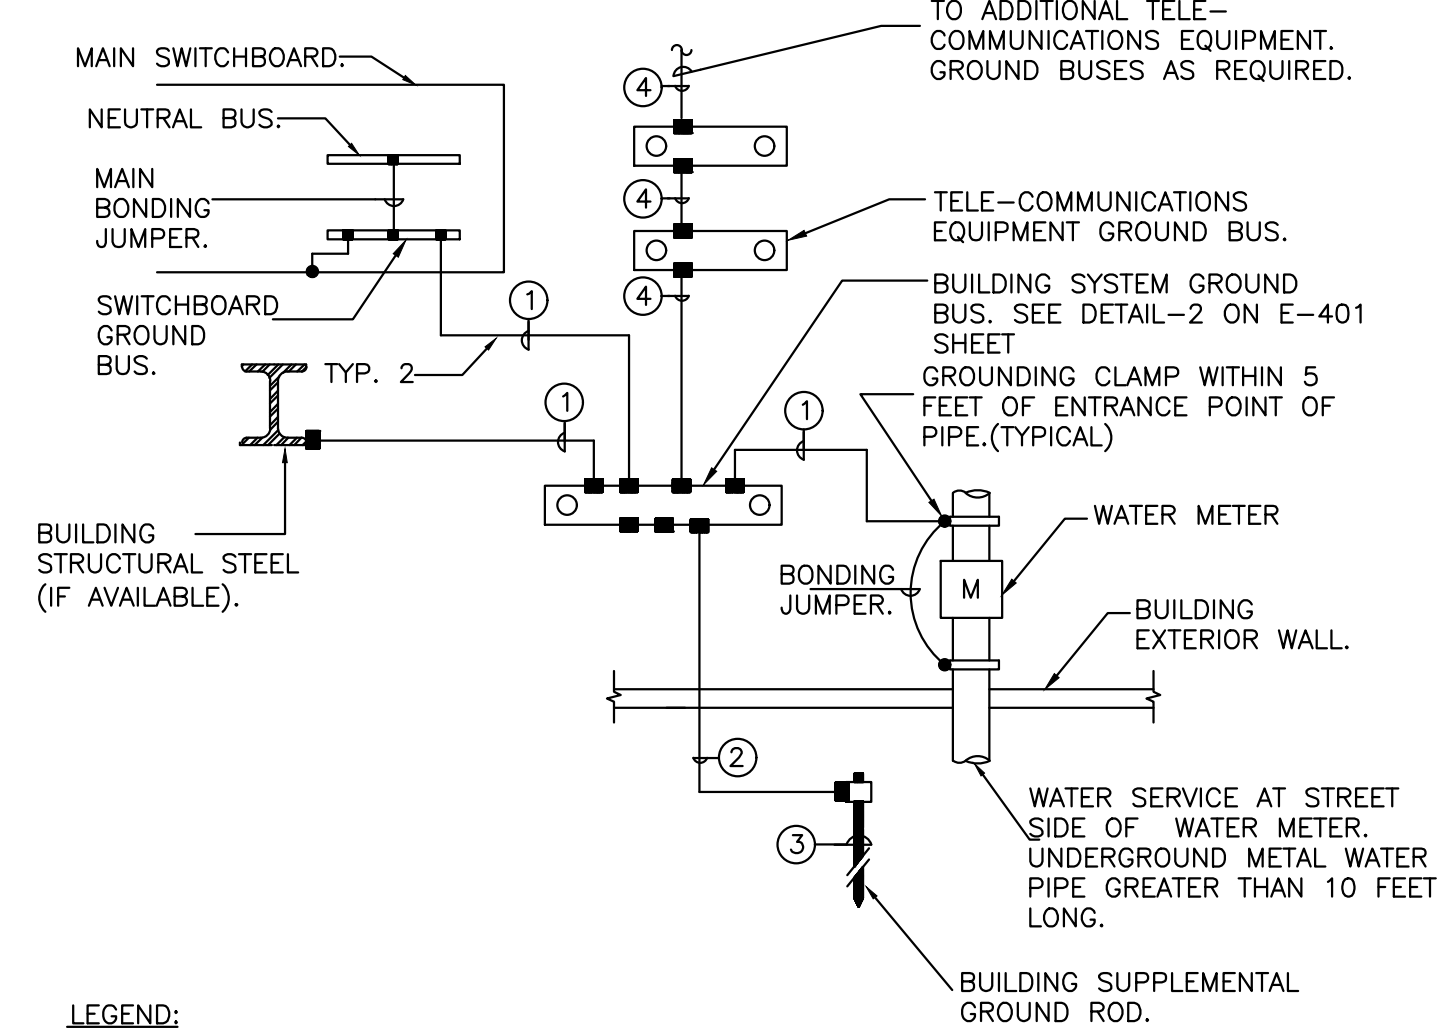 TO ADDITIONAL TELE-
COMMUNICATIONS EQUIPMENT.
GROUND BUSES AS REQUIRED.
MAIN SWITCHBOARD.
4
NEUTRAL BUS.
MAIN
BONDING
JUMPER.
4
TELE-COMMUNICATIONS
EQUIPMENT GROUND BUS.
SWITCHBOARD
GROUND
BUS.
1
4
BUILDING SYSTEM GROUND
BUS. SEE DETAIL-2 ON E-401
SHEET
TYP. 2
GROUNDING CLAMP WITHIN 5
FEET OF ENTRANCE POINT OF
PIPE.(TYPICAL)
1
1
BUILDING
STRUCTURAL STEEL
(IF AVAILABLE).
WATER METER
BONDING
JUMPER.
M
BUILDING
EXTERIOR WALL.
2
3
WATER SERVICE AT STREET
SIDE OF WATER METER.
UNDERGROUND METAL WATER
PIPE GREATER THAN 10 FEET
LONG.
BUILDING SUPPLEMENTAL
GROUND ROD.
LEGEND: